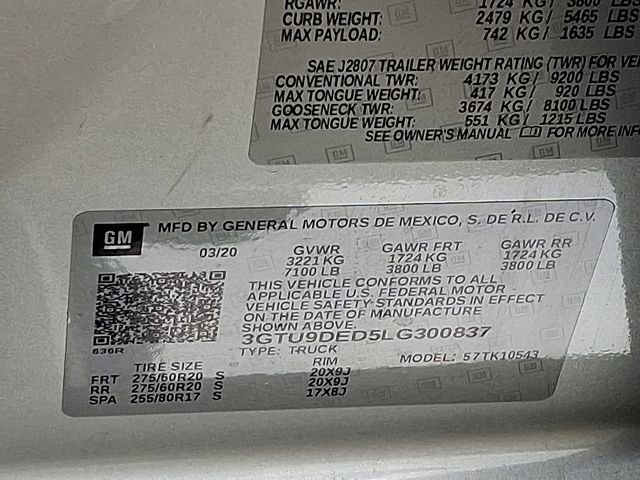 RGAWR: 1724 KG/ 3800 LBS
CURB WEIGHT: 2479 KG/ 5465 LBS
MAX PAYLOAD: 742 KG/ 1635 LBS
SAE J2807 TRAILER WEIGHT RATING (TWR) FOR
CONVENTIONAL TWR: 4173 KG/ 9200 LBS
MAX TONGUE WEIGHT: 417 KG/ 920 LBS
GOOSENECK TWR: 3674 KG/ 8100 LBS
MAX TONGUE WEIGHT: 551 KG/ 1215 LBS
SEE OWNER'S MANUAL FOR MORE
GM MFD BY GENERAL MOTORS DE MEXICO, S. DE R.L. DE C.V.
03/20 GVWR GAWR FRT GAWR RR
3221 KG 1724 KG 1724 KG
7100 LB 3800 LB 3800 LB
THIS VEHICLE CONFORMS TO ALL
APPLICABLE U.S. FEDERAL MOTOR
VEHICLE SAFETY STANDARDS IN EFFECT
ON THE DATE OF MANUFACTURE
SHOWN ABOVE.
3GTU9DED5LG300837
636R TYPE: TRUCK MODEL: 57TK10543
TIRE SIZE RIM
FRT 275/60R20 S 20X9J
RR 275/60R20 S 20X9J
SPA 255/80R17 S 17X8J